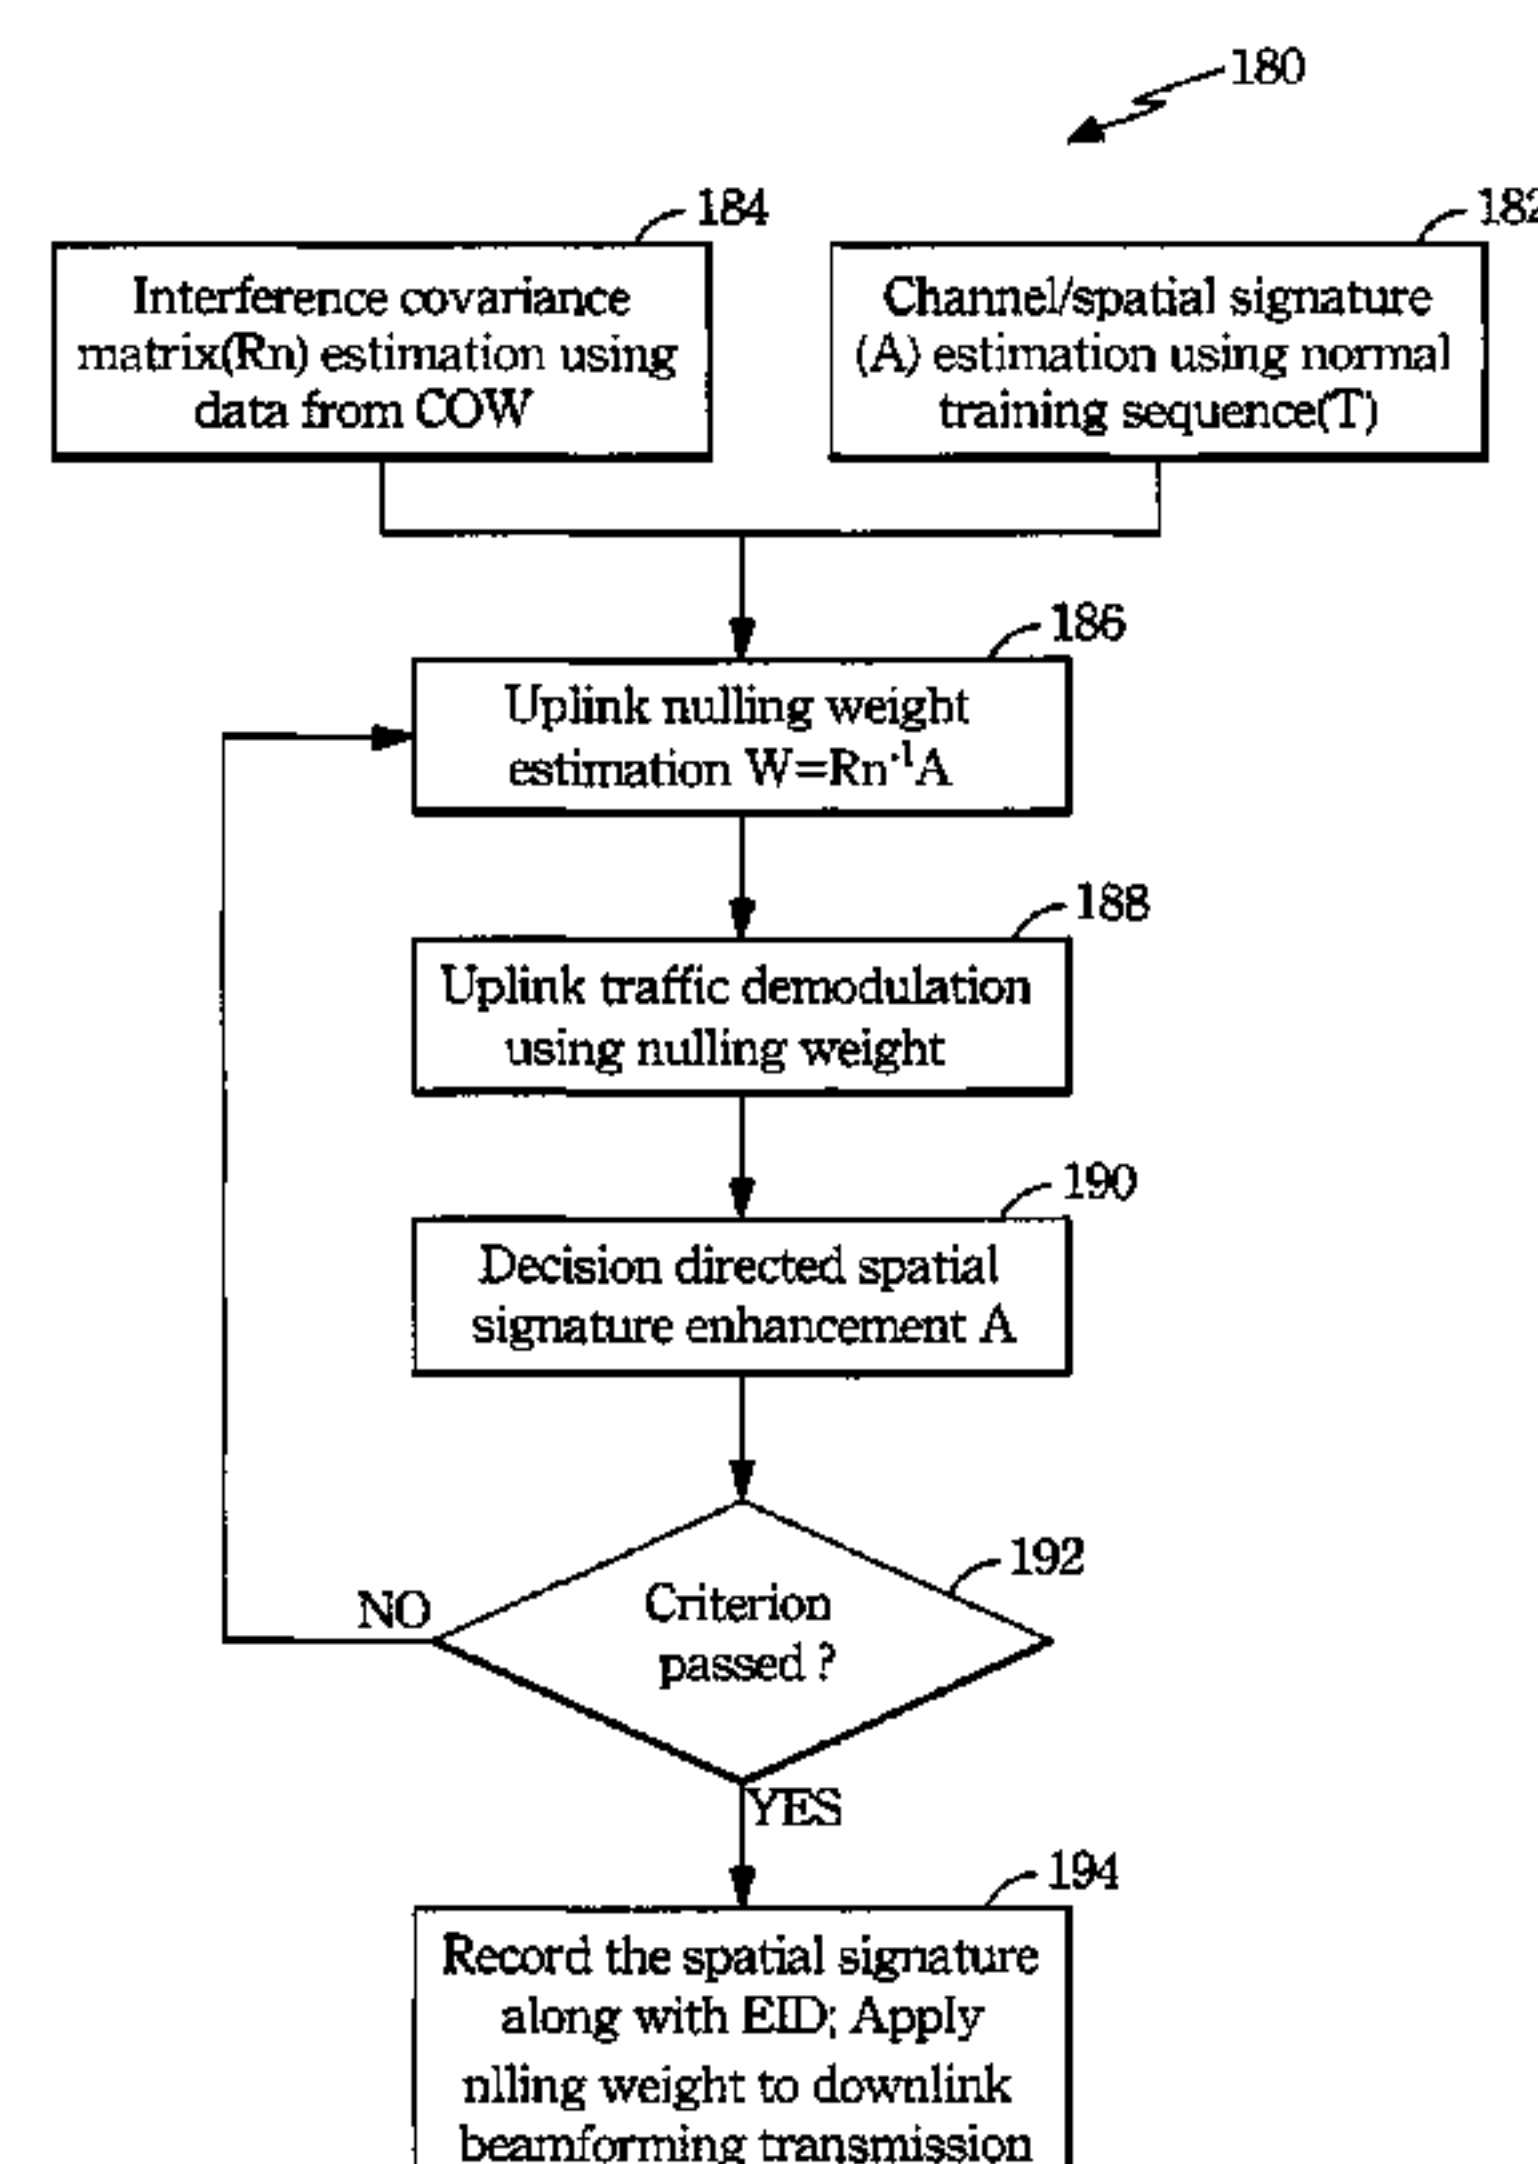 180
184
Interference covariance
matrix(Rn) estimation using
data from COW
Channel/spatial signature
(A) estimation using normal
training sequence(T)
186
Uplink nulling weight
estimation W=Rn⁻¹A
188
Uplink traffic demodulation
using nulling weight
190
Decision directed spatial
signature enhancement A
192
Criterion
passed ?
NO
YES
194
Record the spatial signature
along with EID; Apply
nlling weight to downlink
beamforming transmission